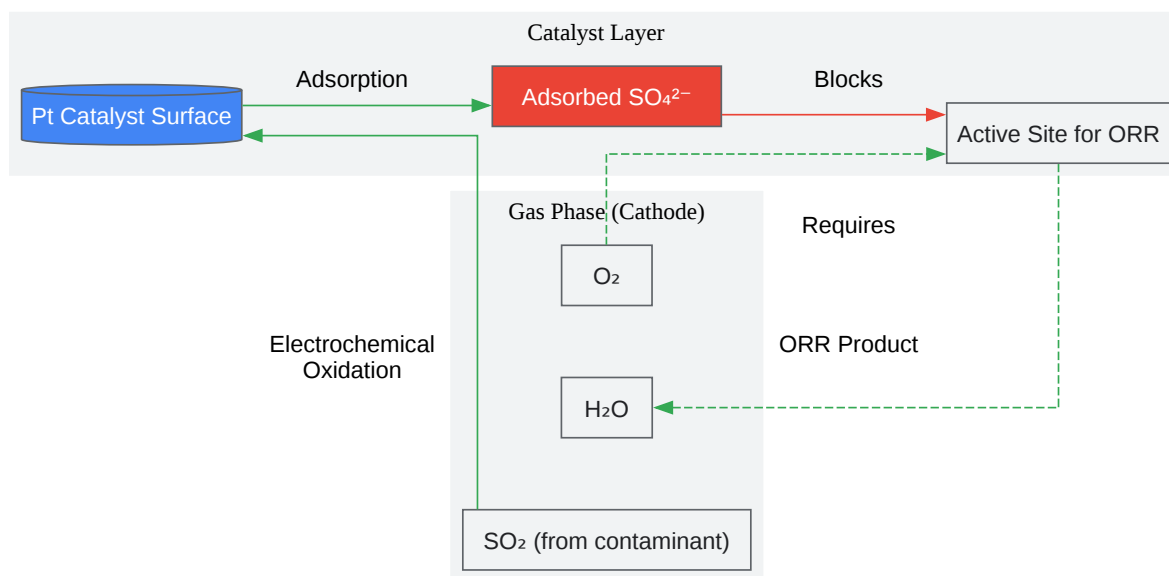 Catalyst Layer
Adsorption
Blocks
Pt Catalyst Surface
Adsorbed SO₄²⁻
Active Site for ORR
Gas Phase (Cathode)
Requires
O₂
Electrochemical
Oxidation
ORR Product
H₂O
SO₂ (from contaminant)